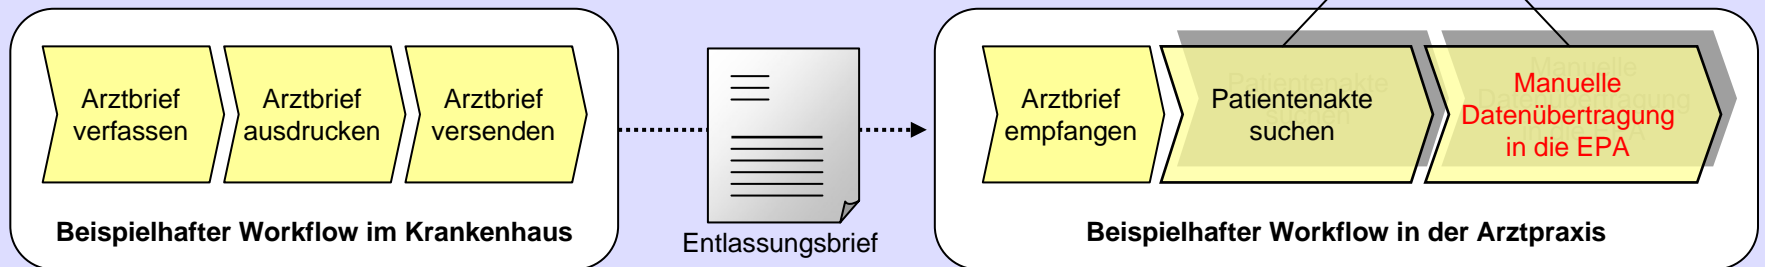 Arztbrief
verfassen
Arztbrief
ausdrucken
Arztbrief
versenden
Beispielhafter Workflow im Krankenhaus
Entlassungsbrief
Arztbrief
empfangen
Patientenakte
suchen
Manuelle
Datenübertragung
in die EPA
Beispielhafter Workflow in der Arztpraxis